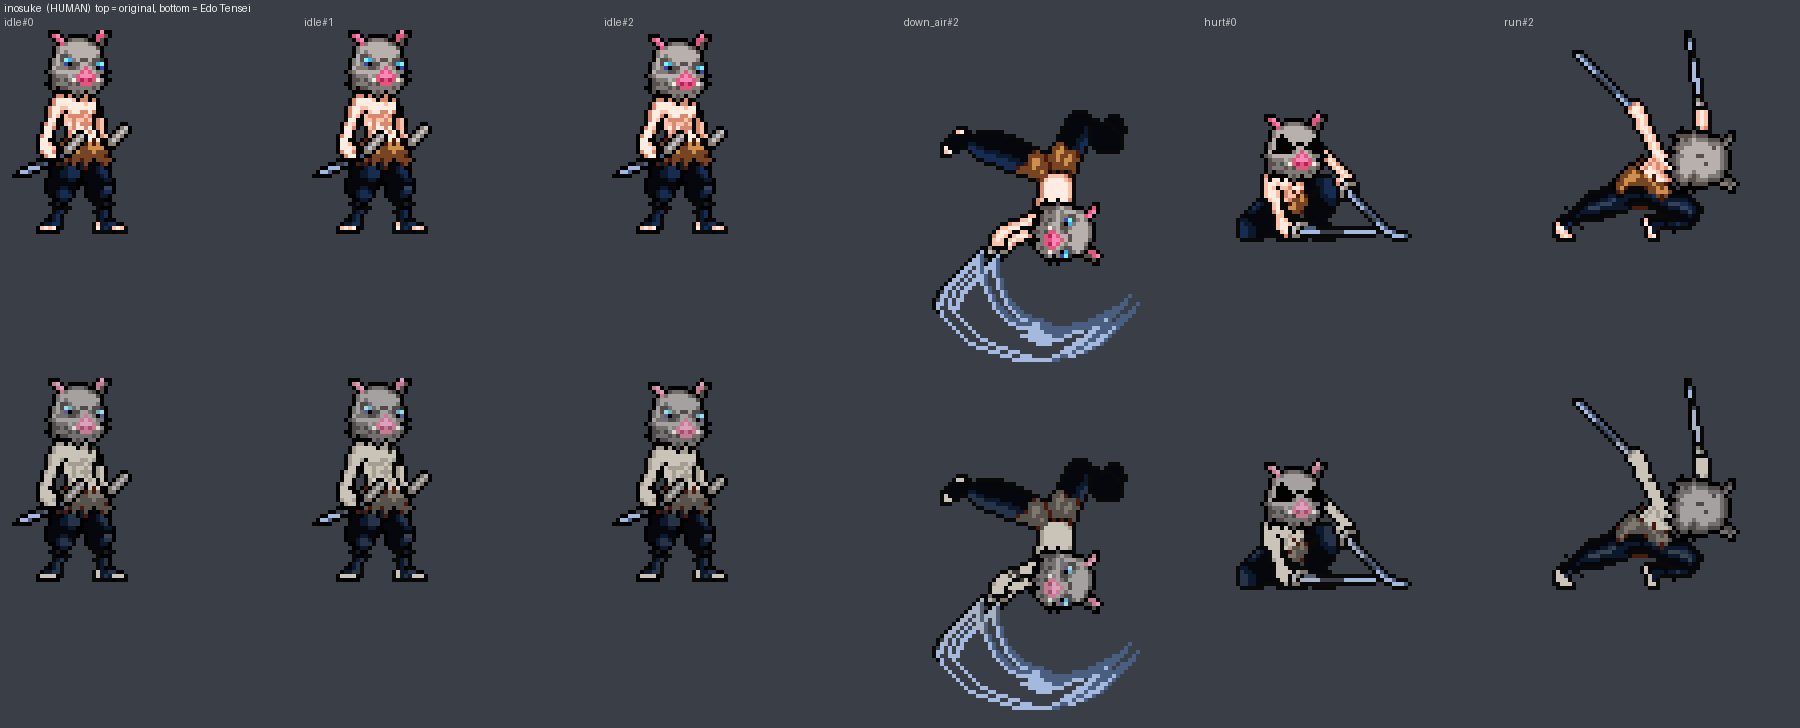 inosuke (HUMAN) top = original, bottom = Edo Tensei
idle#0 idle#1 idle#2 down_air#2 hurt#0 run#2